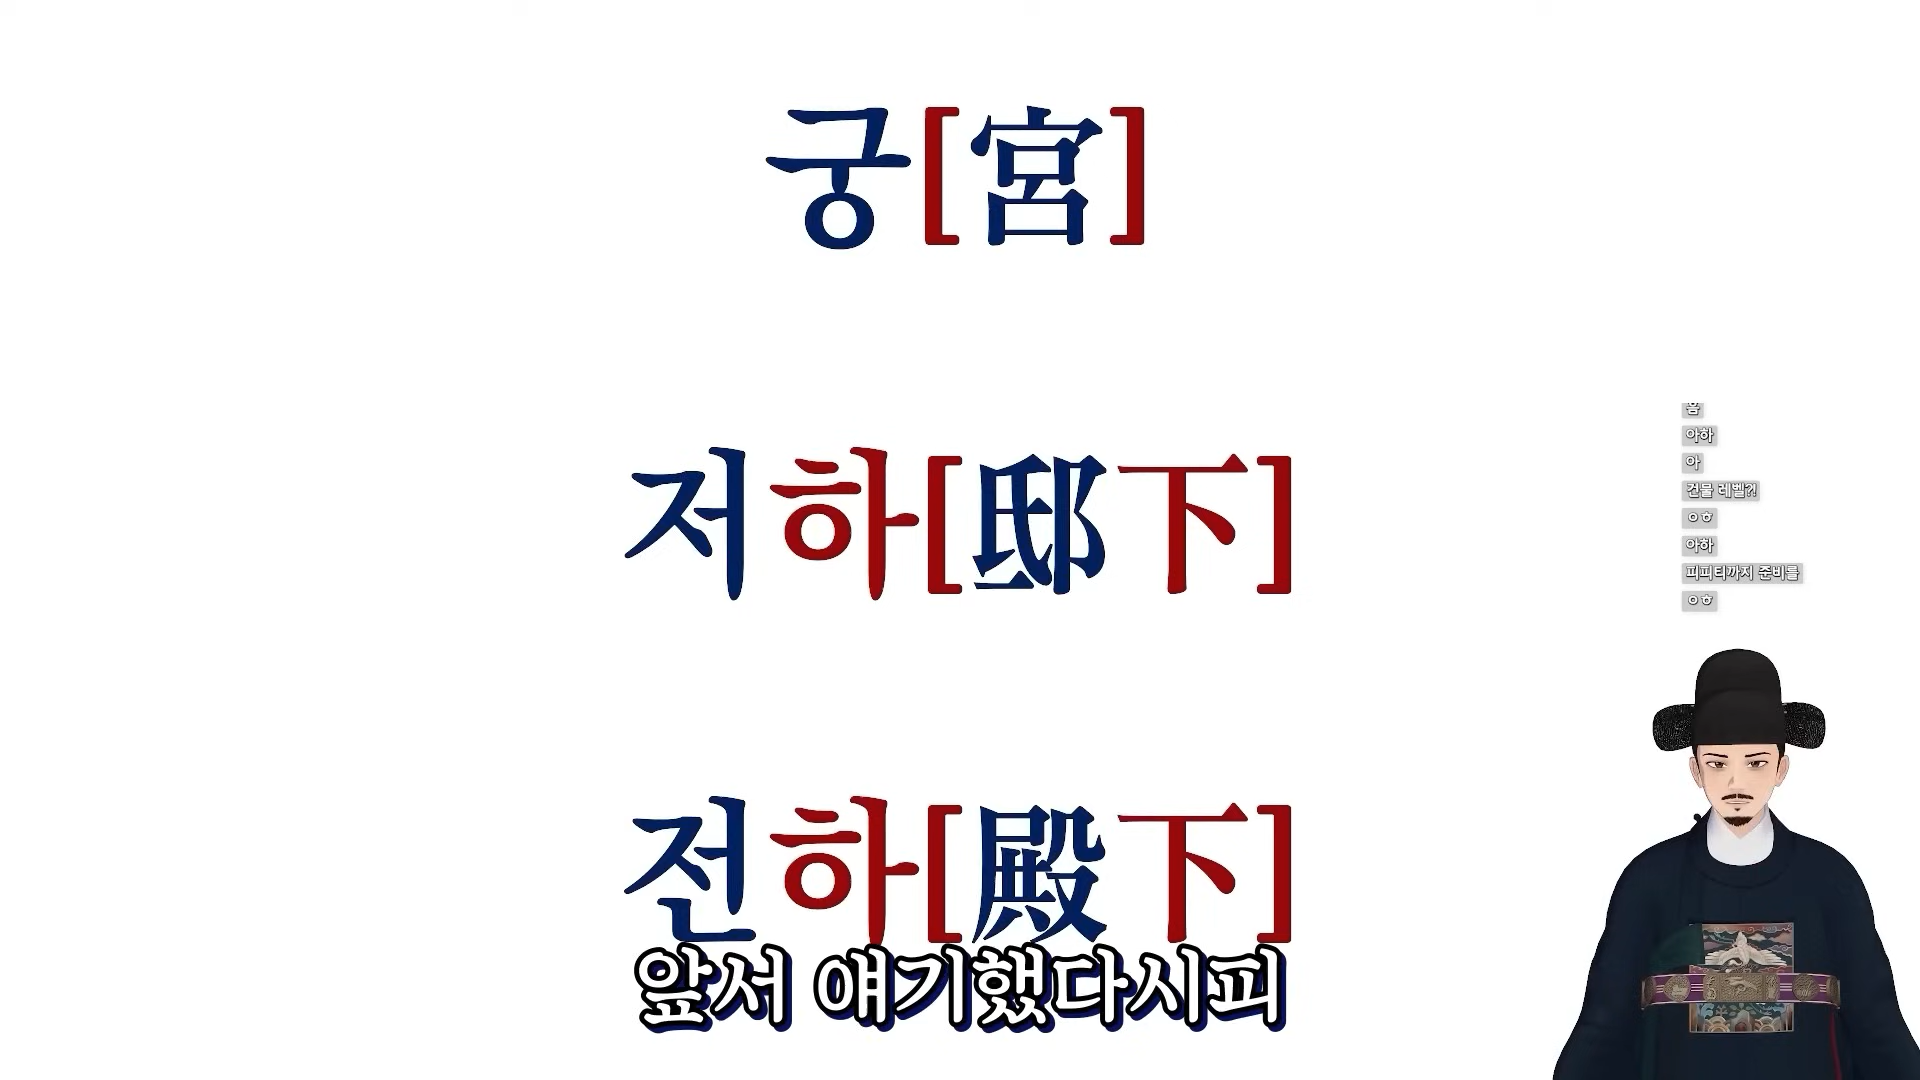 궁[宮]
저하[邸下]
전하[殿下]
앞서 얘기했다시피
홈
아하
아
건물 레벨?!
ㅇㅎ
아하
피피티까지 준비를
ㅇㅎ